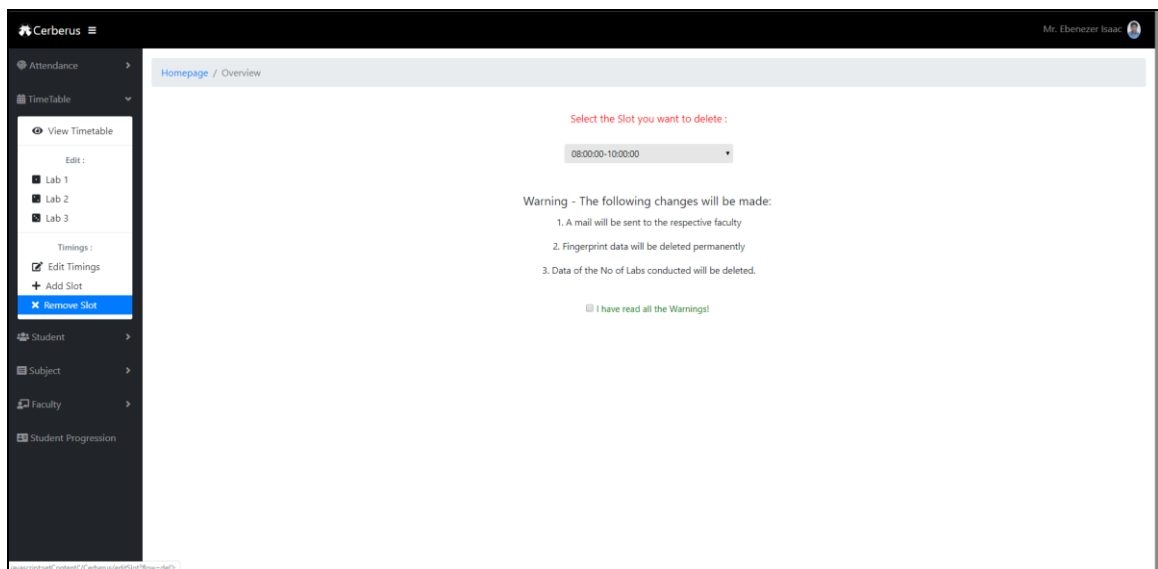 Cerberus
Mr. Ebenezer Isaac
Attendance
Homepage / Overview
TimeTable
View Timetable
Edit :
Lab 1
Lab 2
Lab 3
Timings :
Edit Timings
Add Slot
Remove Slot
Student
Subject
Faculty
Student Progression
Select the Slot you want to delete :
08:00:00-10:00:00
Warning - The following changes will be made:
1. A mail will be sent to the respective faculty
2. Fingerprint data will be deleted permanently
3. Data of the No of Labs conducted will be deleted.
I have read all the Warnings!